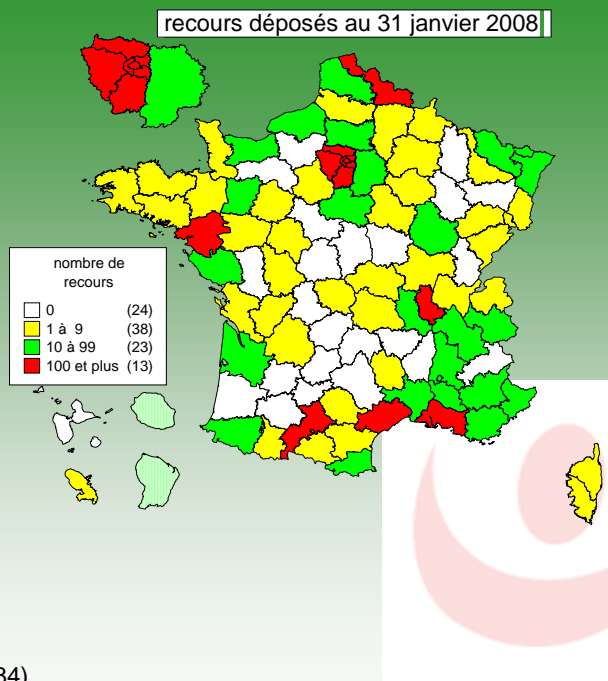 recours déposés au 31 janvier 2008
nombre de
recours
0 (24)
1 à 9 (38)
10 à 99 (23)
100 et plus (13)
84)